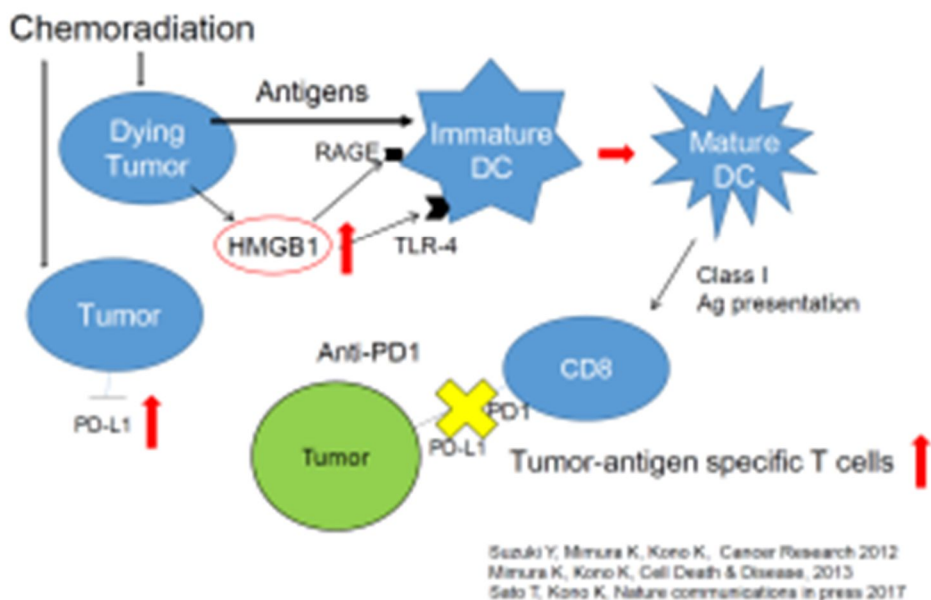 Chemoradiation
Antigens
Dying
Tumor
Immature
DC
Mature
DC
RAGE
HMGB1
TLR-4
Class I
Ag presentation
Tumor
PD-L1
Anti-PD1
CD8
PD1
PD-L1
Tumor
Tumor-antigen specific T cells
Suzuki Y, Mimura K, Kono K, Cancer Research 2012
Mimura K, Kono K, Cell Death & Disease, 2013
Sato T, Kono K, Nature communications in press 2017